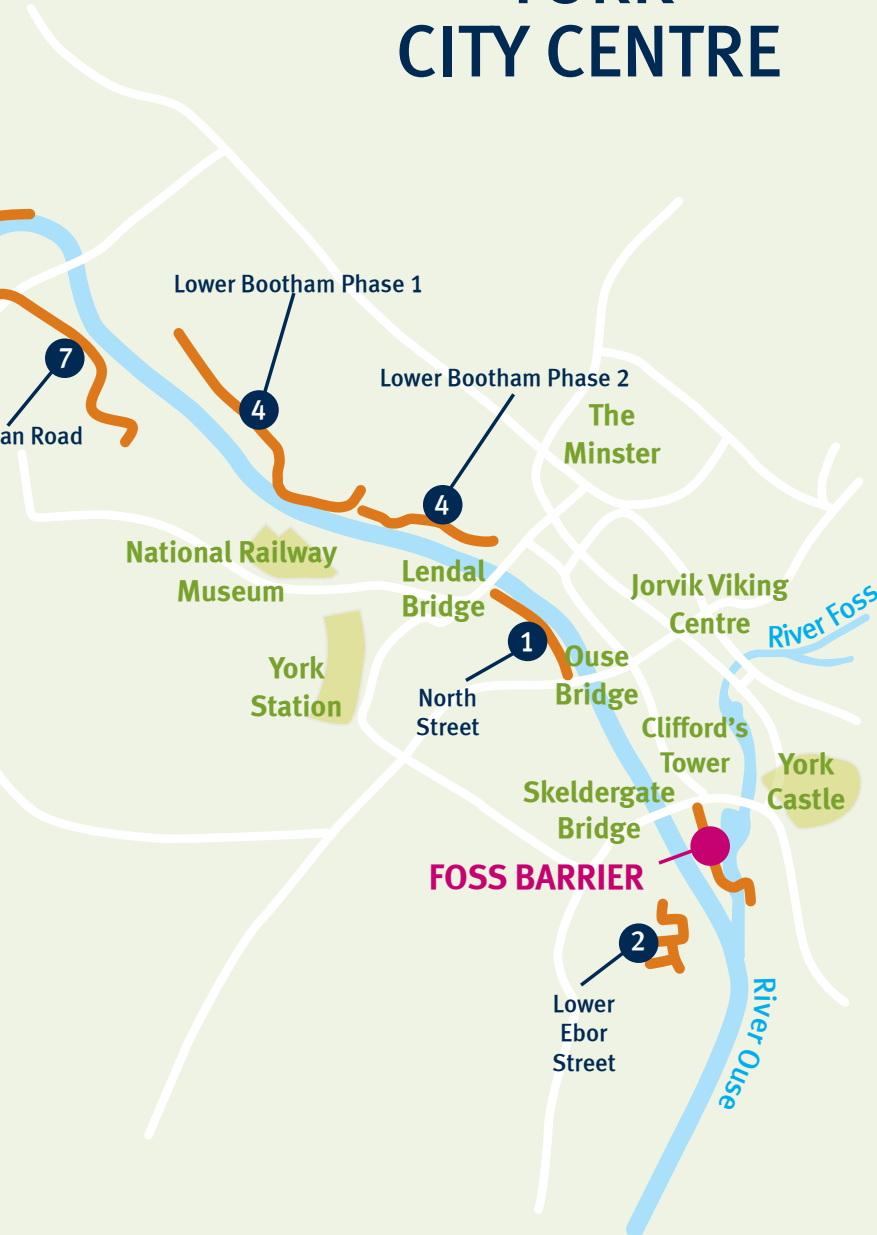 CITY CENTRE
Lower Bootham Phase 1
7
4
Lower Bootham Phase 2
an Road
The
Minster
4
National Railway
Museum
Lendal
Bridge
Jorvik Viking
Centre
River Foss
1
Ouse
Bridge
York
Station
North
Street
Clifford's
Tower
York
Castle
Skeldergate
Bridge
FOSS BARRIER
2
Lower
Ebor
Street
River Ouse